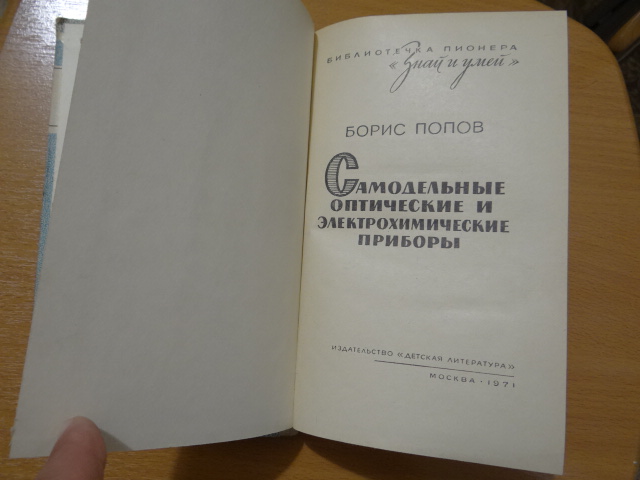 БИБЛИОТЕЧКА ПИОНЕРА
«Знай и умей»
БОРИС ПОПОВ
САМОДЕЛЬНЫЕ
ОПТИЧЕСКИЕ И
ЭЛЕКТРОХИМИЧЕСКИЕ
ПРИБОРЫ
ИЗДАТЕЛЬСТВО «ДЕТСКАЯ ЛИТЕРАТУРА»
МОСКВА · 1971